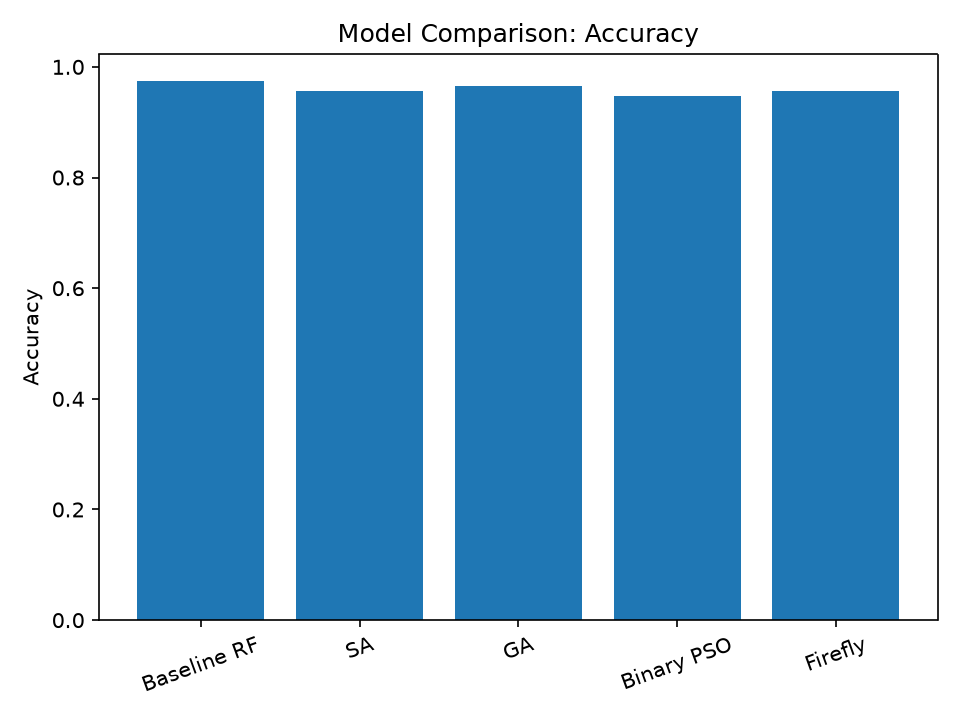 Model Comparison: Accuracy
Accuracy
1.0
0.8
0.6
0.4
0.2
0.0
Baseline RF
SA
GA
Binary PSO
Firefly